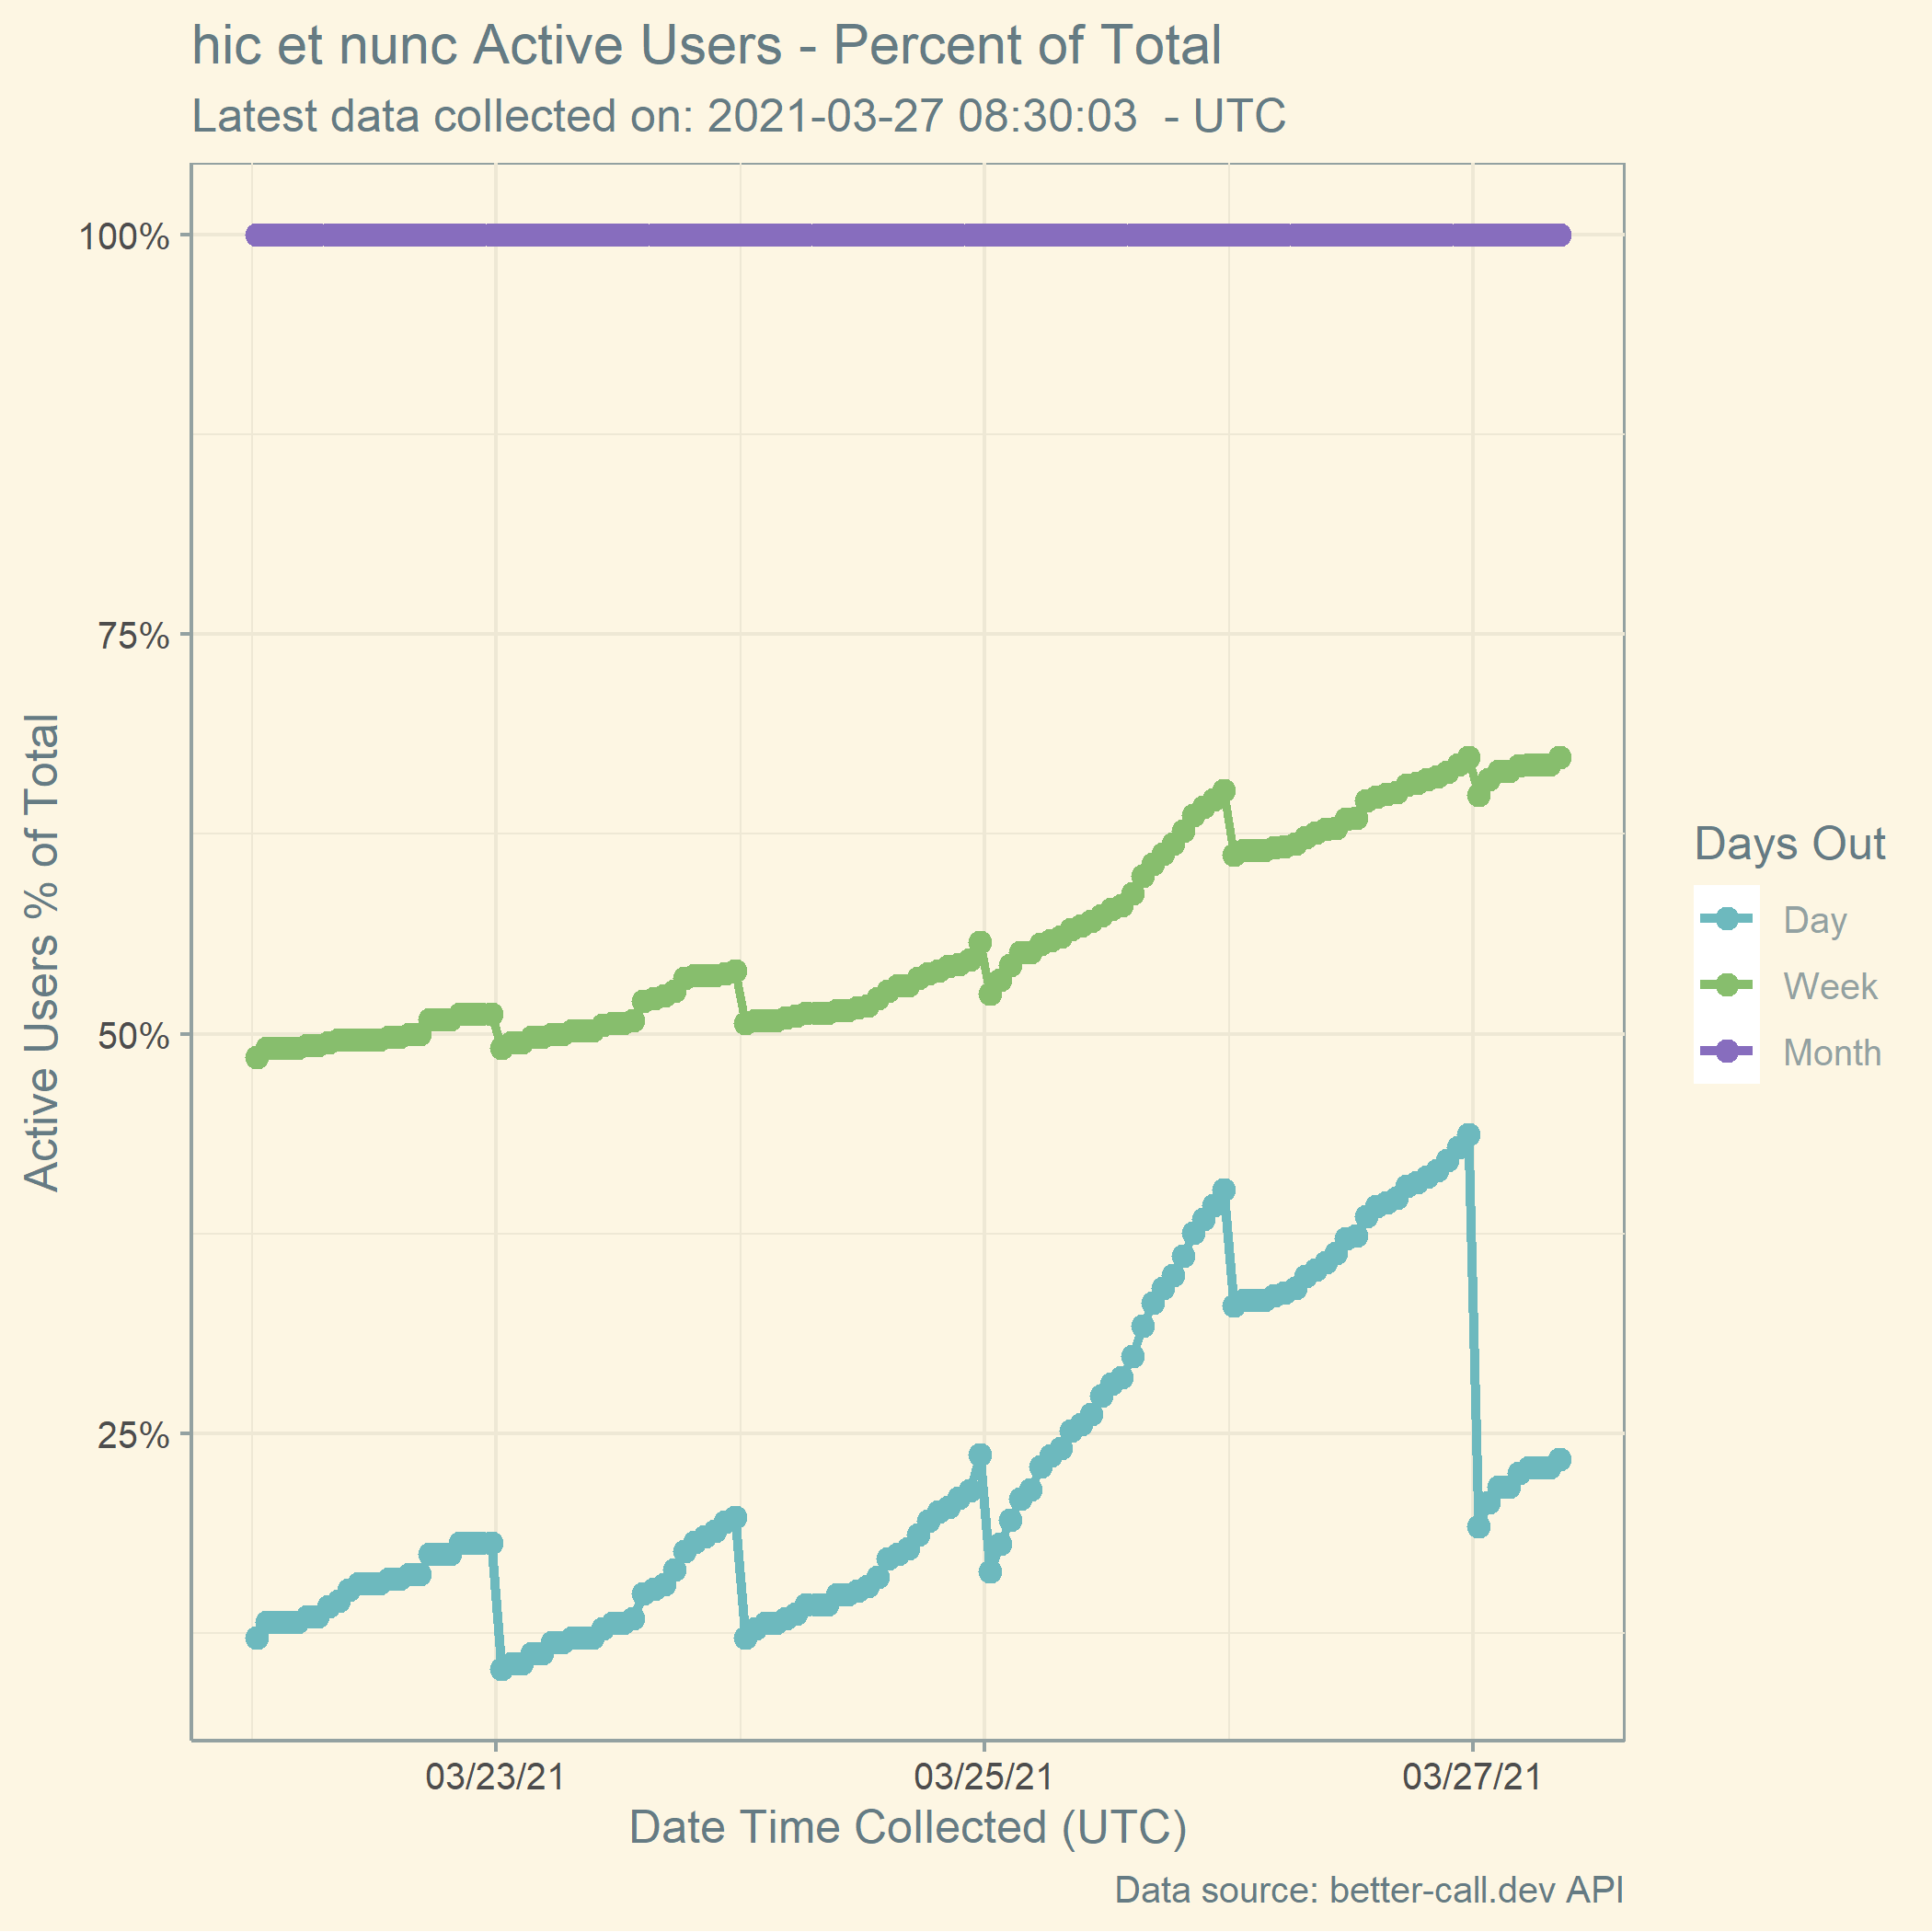 hic et nunc Active Users - Percent of Total
Latest data collected on: 2021-03-27 08:30:03  - UTC
Active Users % of Total
100%
75%
50%
25%
03/23/21
03/25/21
03/27/21
Date Time Collected (UTC)
Days Out
Day
Week
Month
Data source: better-call.dev API